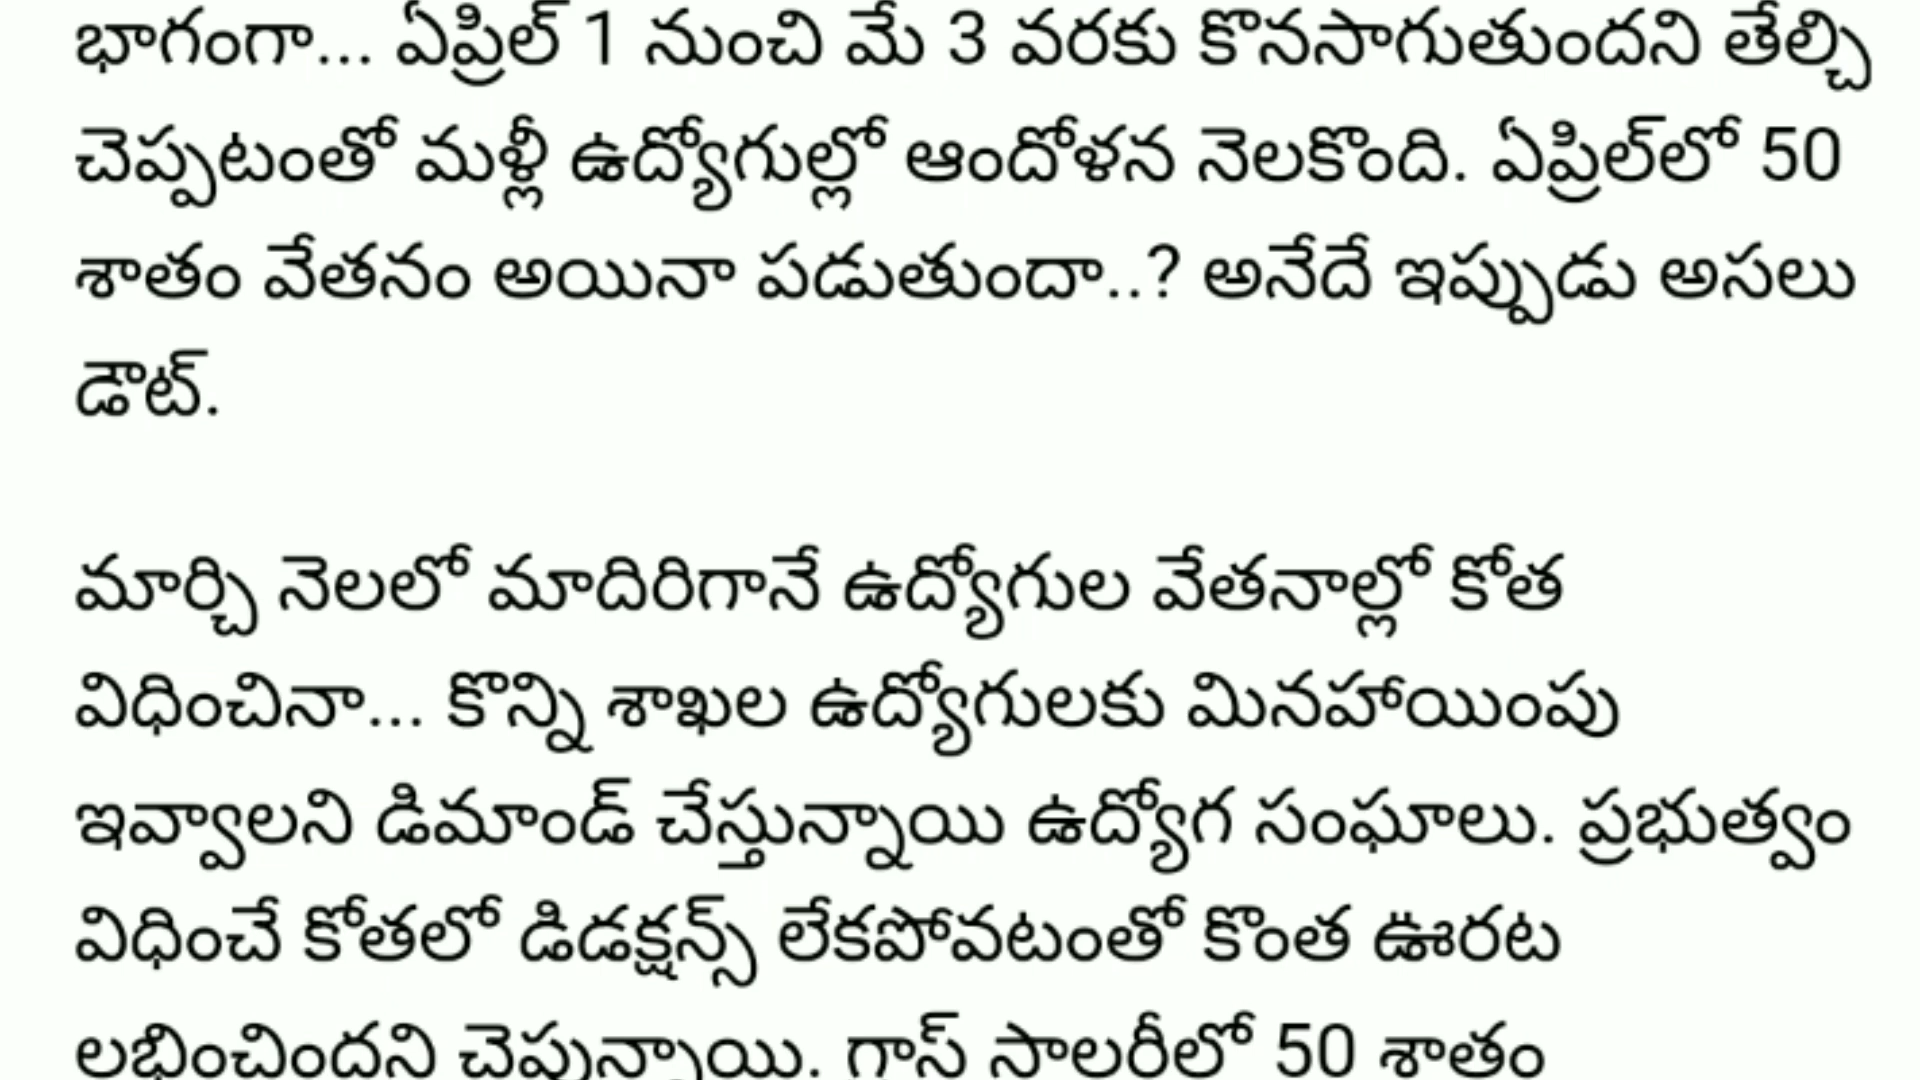 భాగంగా... ఏప్రిల్ 1 నుంచి మే 3 వరకు కొనసాగుతుందని తేల్చి
చెప్పటంతో మళ్లీ ఉద్యోగుల్లో ఆందోళన నెలకొంది. ఏప్రిల్‌లో 50
శాతం వేతనం అయినా పడుతుందా..? అనేదే ఇప్పుడు అసలు
డౌట్.
మార్చి నెలలో మాదిరిగానే ఉద్యోగుల వేతనాల్లో కోత
విధించినా... కొన్ని శాఖల ఉద్యోగులకు మినహాయింపు
ఇవ్వాలని డిమాండ్ చేస్తున్నాయి ఉద్యోగ సంఘాలు. ప్రభుత్వం
విధించే కోతలో డిడక్షన్స్ లేకపోవటంతో కొంత ఊరట
లభించిందని చెప్తున్నాయి. గ్రాస్ సాలరీలో 50 శాతం